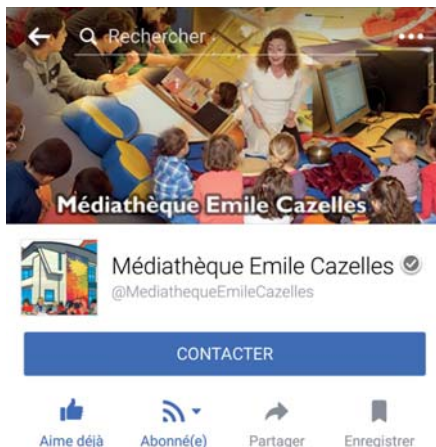 Rechercher
Médiathèque Emile Cazelles
Médiathèque Emile Cazelles
@MediathequeEmileCazelles
CONTACTER
Aime déjà Abonné(e) Partager Enregistrer